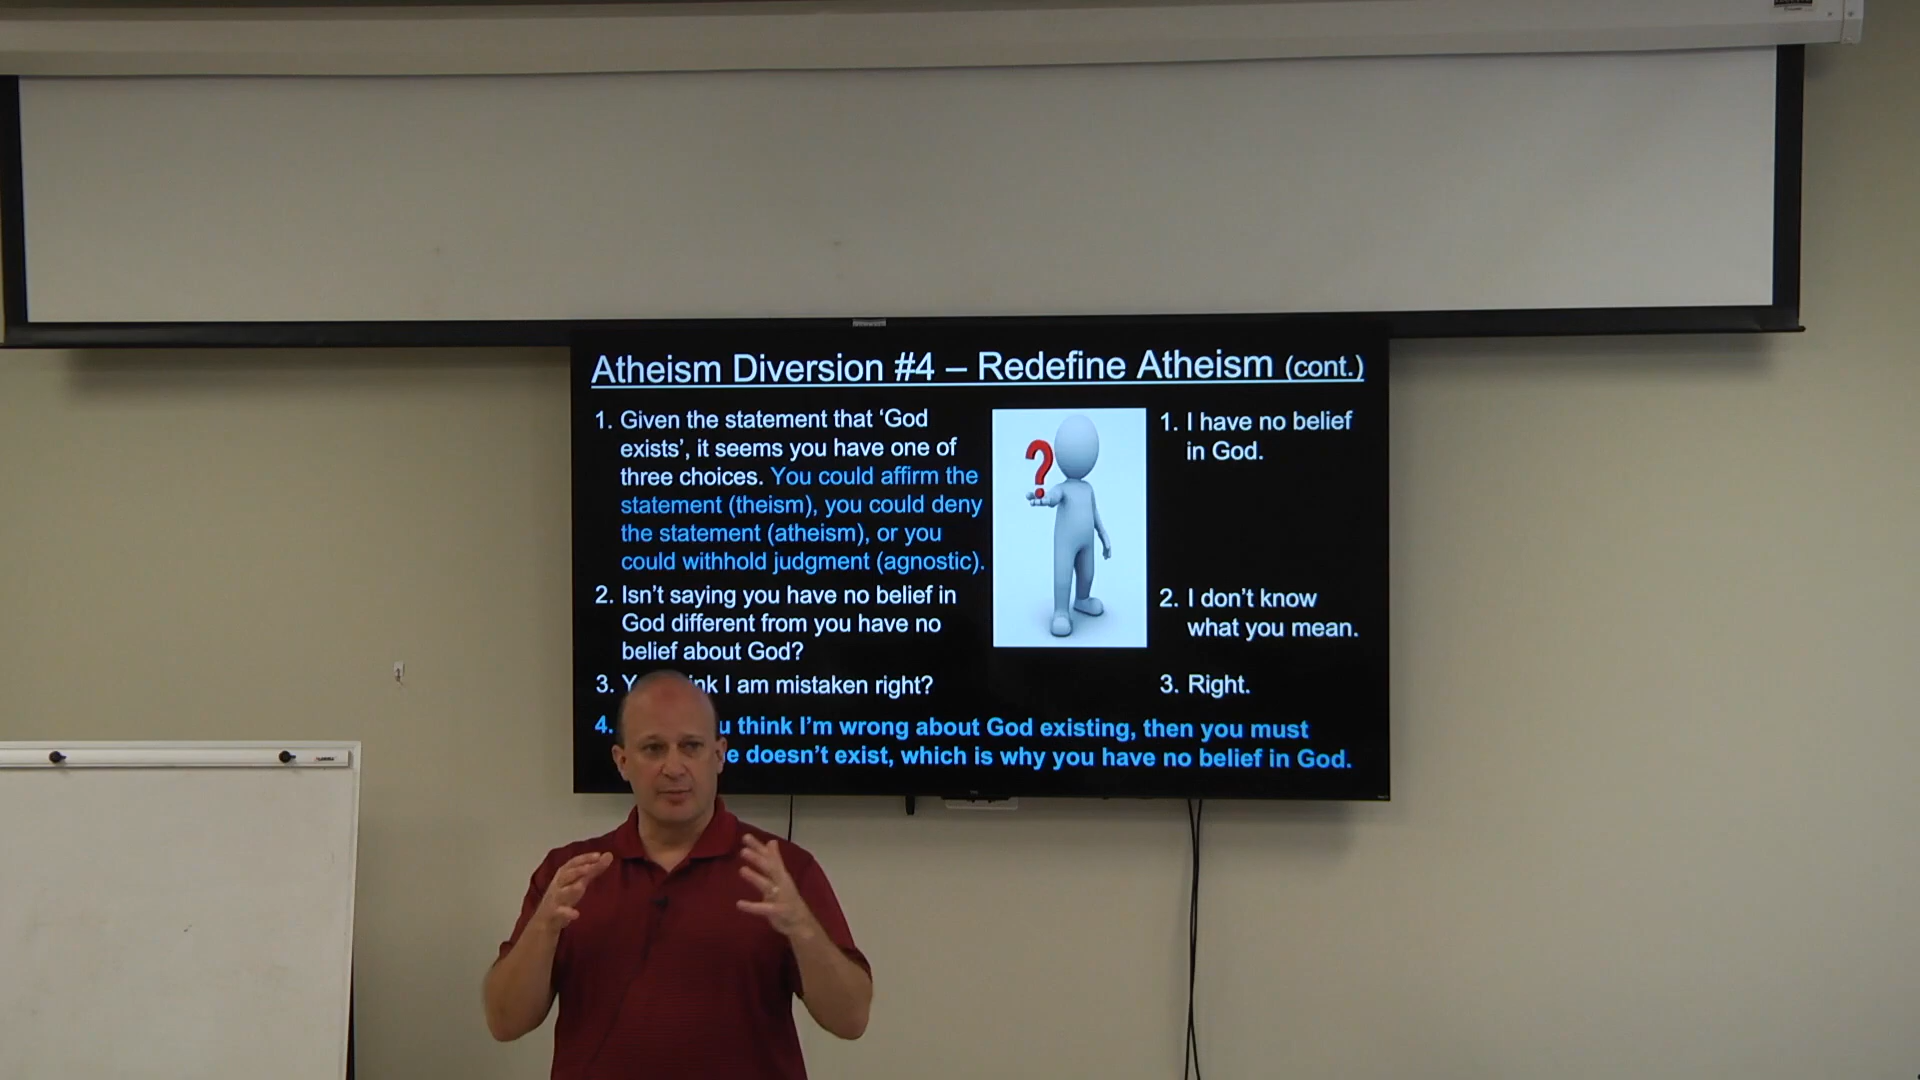 Atheism Diversion #4 – Redefine Atheism (cont.)
1. Given the statement that ‘God
exists’, it seems you have one of
three choices. You could affirm the
statement (theism), you could deny
the statement (atheism), or you
could withhold judgment (agnostic).
2. Isn’t saying you have no belief in
God different from you have no
belief about God?
3. I am mistaken right?
?
1. I have no belief
in God.
2. I don’t know
what you mean.
3. Right.
4. think I’m wrong about God existing, then you must
doesn’t exist, which is why you have no belief in God.